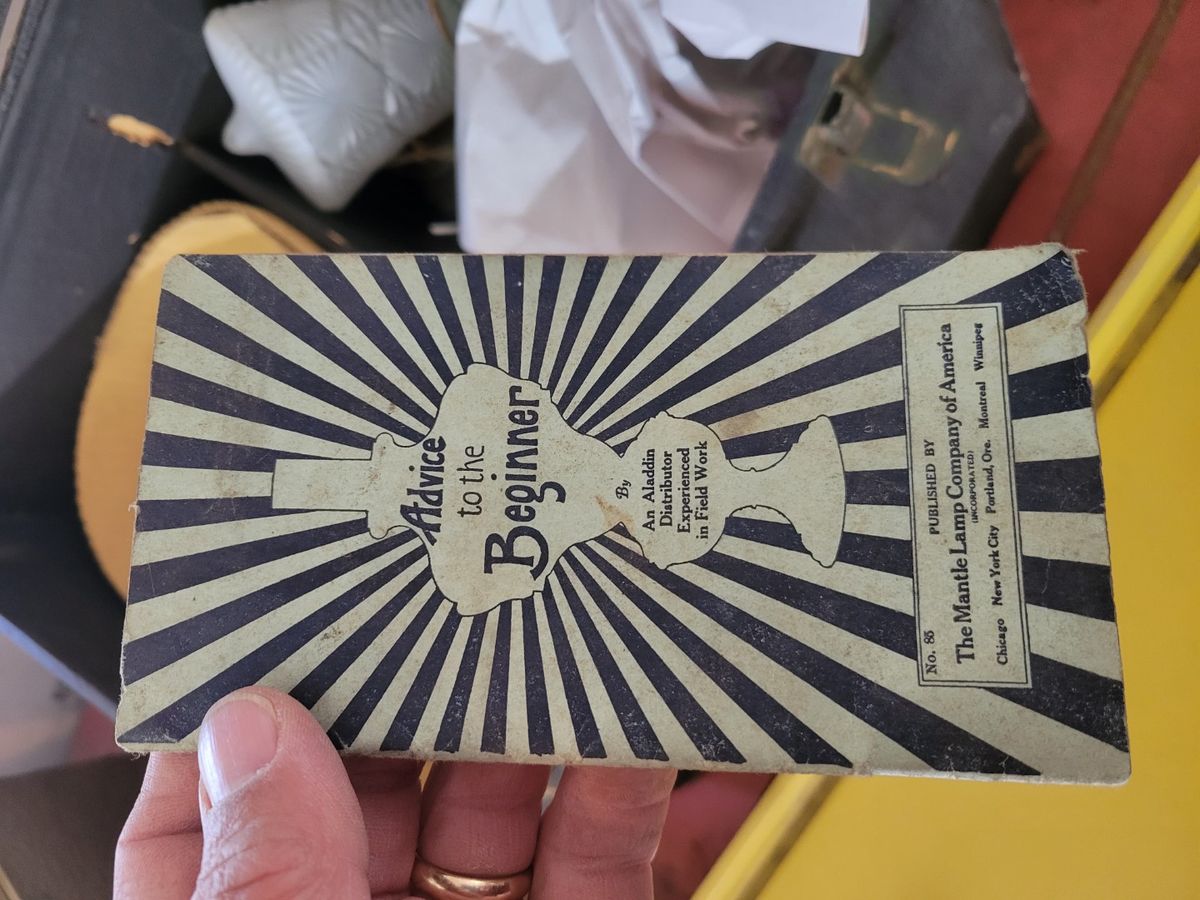 Advice
to the
Beginner
By
An Aladdin
Distributor
Experienced
in Field Work
No. 85 PUBLISHED BY
The Mantle Lamp Company of America
(INCORPORATED)
Chicago New York City Portland, Ore. Montreal Winnipeg